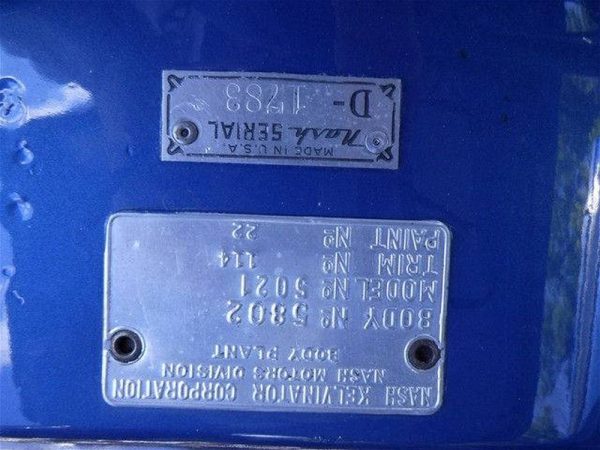 NASH KELVINATOR CORPORATION
NASH MOTORS DIVISION
BODY PLANT
BODY Nº 5802
MODEL Nº 5021
TRIM Nº 114
PAINT Nº 22
MADE IN U.S.A.
Nash SERIAL
D-1783